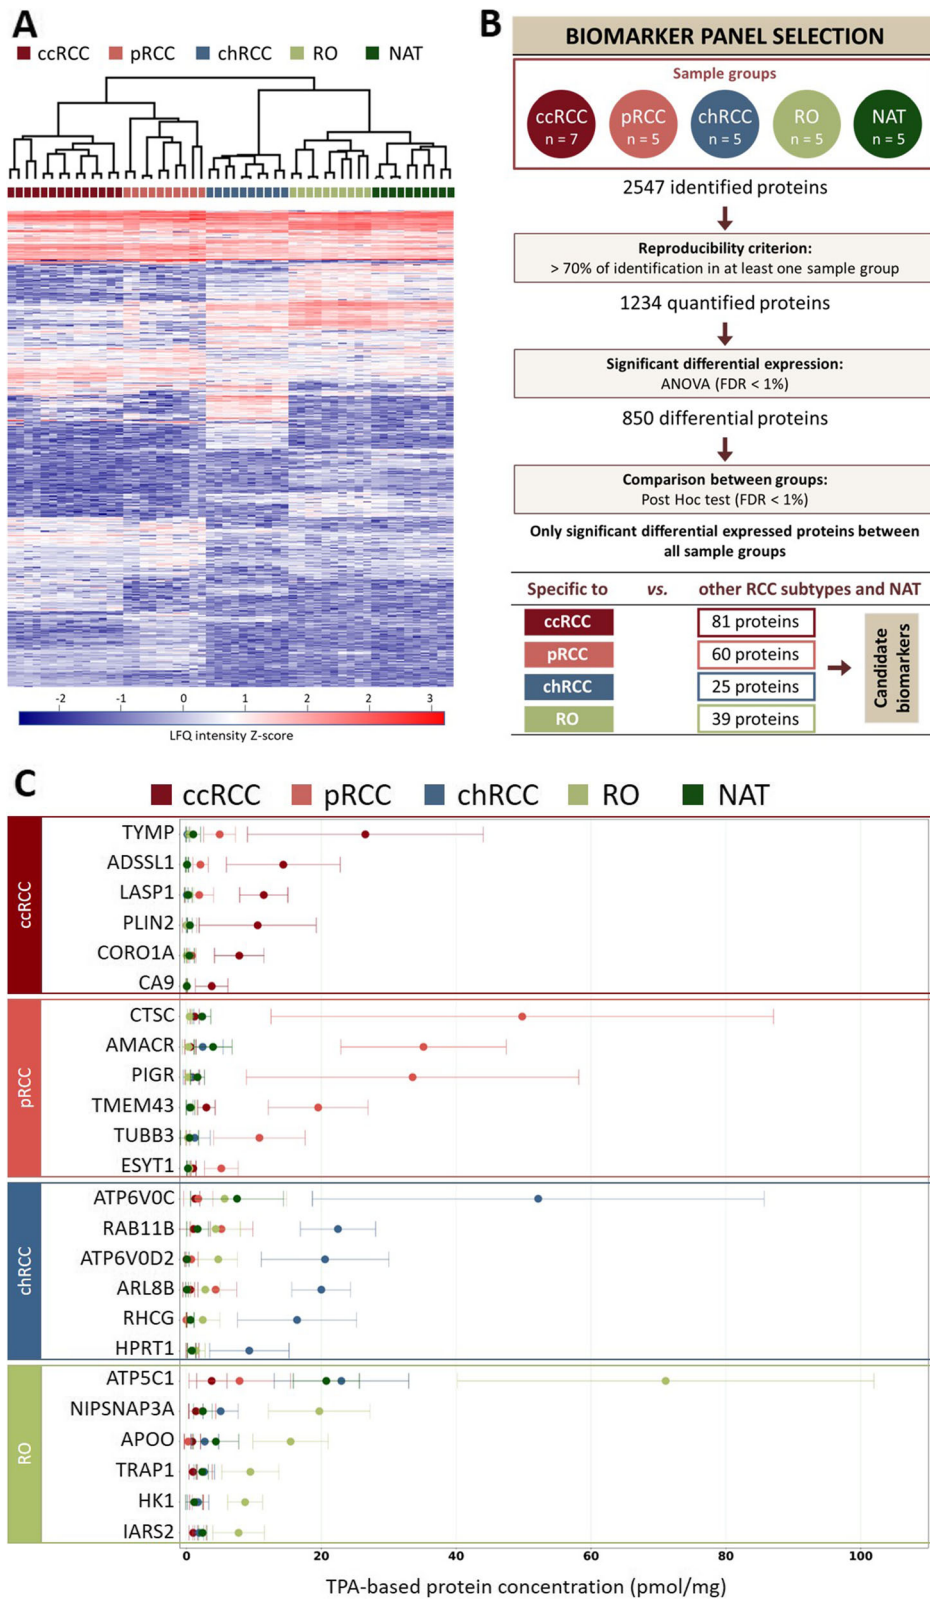 A
ccRCC pRCC chRCC RO NAT
-2 -1 0 1 2 2 3
LFQ intensity Z-score
B
BIOMARKER PANEL SELECTION
Sample groups
ccRCC pRCC chRCC RO NAT
n = 7 n = 5 n = 5 n = 5 n = 5
2547 identified proteins
Reproducibility criterion:
> 70% of identification in at least one sample group
1234 quantified proteins
Significant differential expression:
ANOVA (FDR < 1%)
850 differential proteins
Comparison between groups:
Post Hoc test (FDR < 1%)
Only significant differential expressed proteins between
all sample groups
Specific to vs. other RCC subtypes and NAT
ccRCC 81 proteins
pRCC 60 proteins
chRCC 25 proteins
RO 39 proteins
Candidate
biomarkers
C
ccRCC pRCC chRCC RO NAT
ccRCC
TYMP
ADSSL1
LASP1
PLIN2
CORO1A
CA9
pRCC
CTSC
AMACR
PIGR
TMEM43
TUBB3
ESYT1
chRCC
ATP6V0C
RAB11B
ATP6V0D2
ARL8B
RHCG
HPRT1
RO
ATP5C1
NIPSNAP3A
APOO
TRAP1
HK1
IARS2
0 20 40 60 80 100
TPA-based protein concentration (pmol/mg)